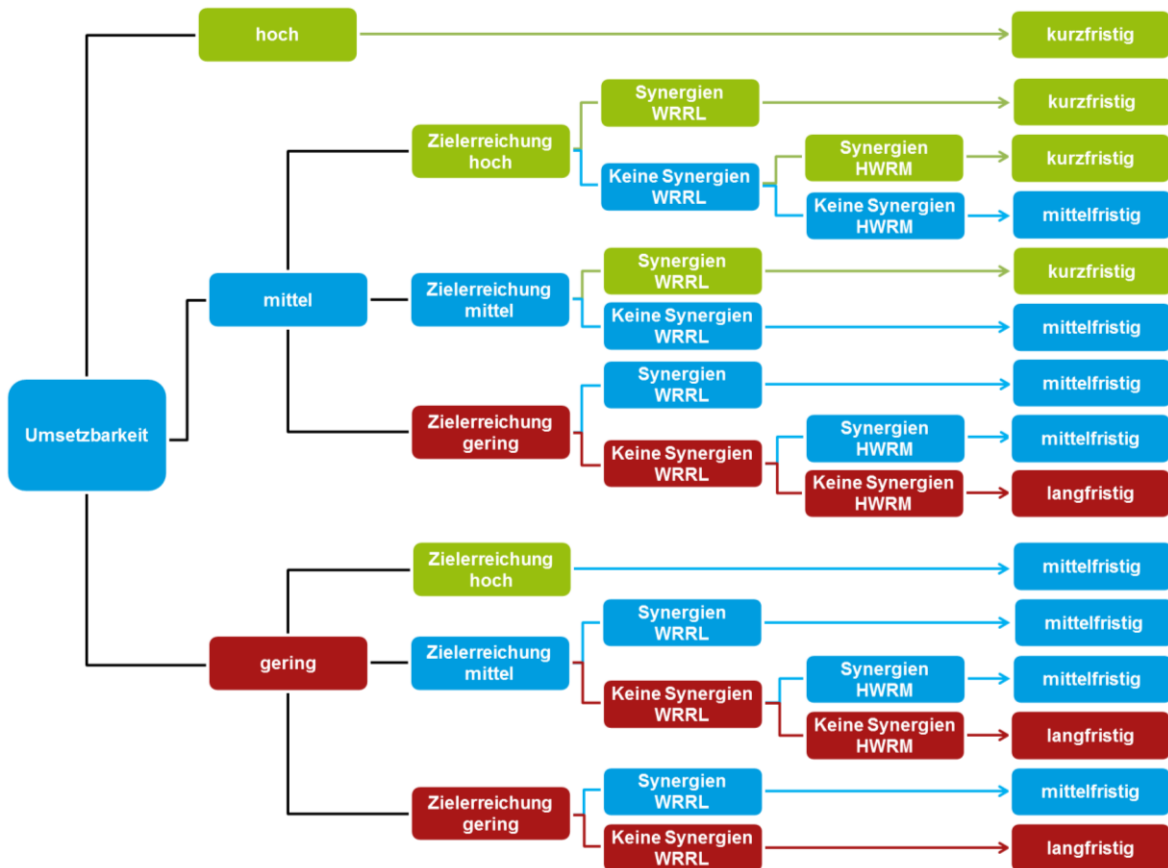 hoch
kurzfristig
Synergien
WRRL
kurzfristig
Zielerreichung
hoch
Synergien
HWRM
kurzfristig
Keine Synergien
WRRL
Keine Synergien
HWRM
mittelfristig
mittel
Zielerreichung
mittel
Synergien
WRRL
kurzfristig
Keine Synergien
WRRL
mittelfristig
Umsetzbarkeit
Zielerreichung
gering
Synergien
WRRL
mittelfristig
Keine Synergien
WRRL
Synergien
HWRM
mittelfristig
Keine Synergien
HWRM
langfristig
Zielerreichung
hoch
mittelfristig
gering
Zielerreichung
mittel
Synergien
WRRL
mittelfristig
Keine Synergien
WRRL
Synergien
HWRM
mittelfristig
Keine Synergien
HWRM
langfristig
Zielerreichung
gering
Synergien
WRRL
mittelfristig
Keine Synergien
WRRL
langfristig